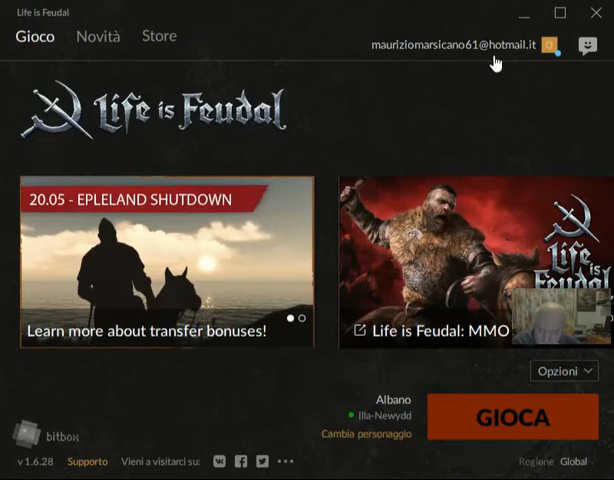 Life is Feudal
Gioco Novità Store
mauriziomarsicano61@hotmail.it
Life is Feudal
20.05 - EPLELAND SHUTDOWN
Learn more about transfer bonuses!
Life is Feudal
Life is Feudal: MMO
Opzioni
Albano
Illa-Newydd
Cambia personaggio
GIOCA
bitbox
v 1.6.28 Supporto Vieni a visitarci su:
Regione Global